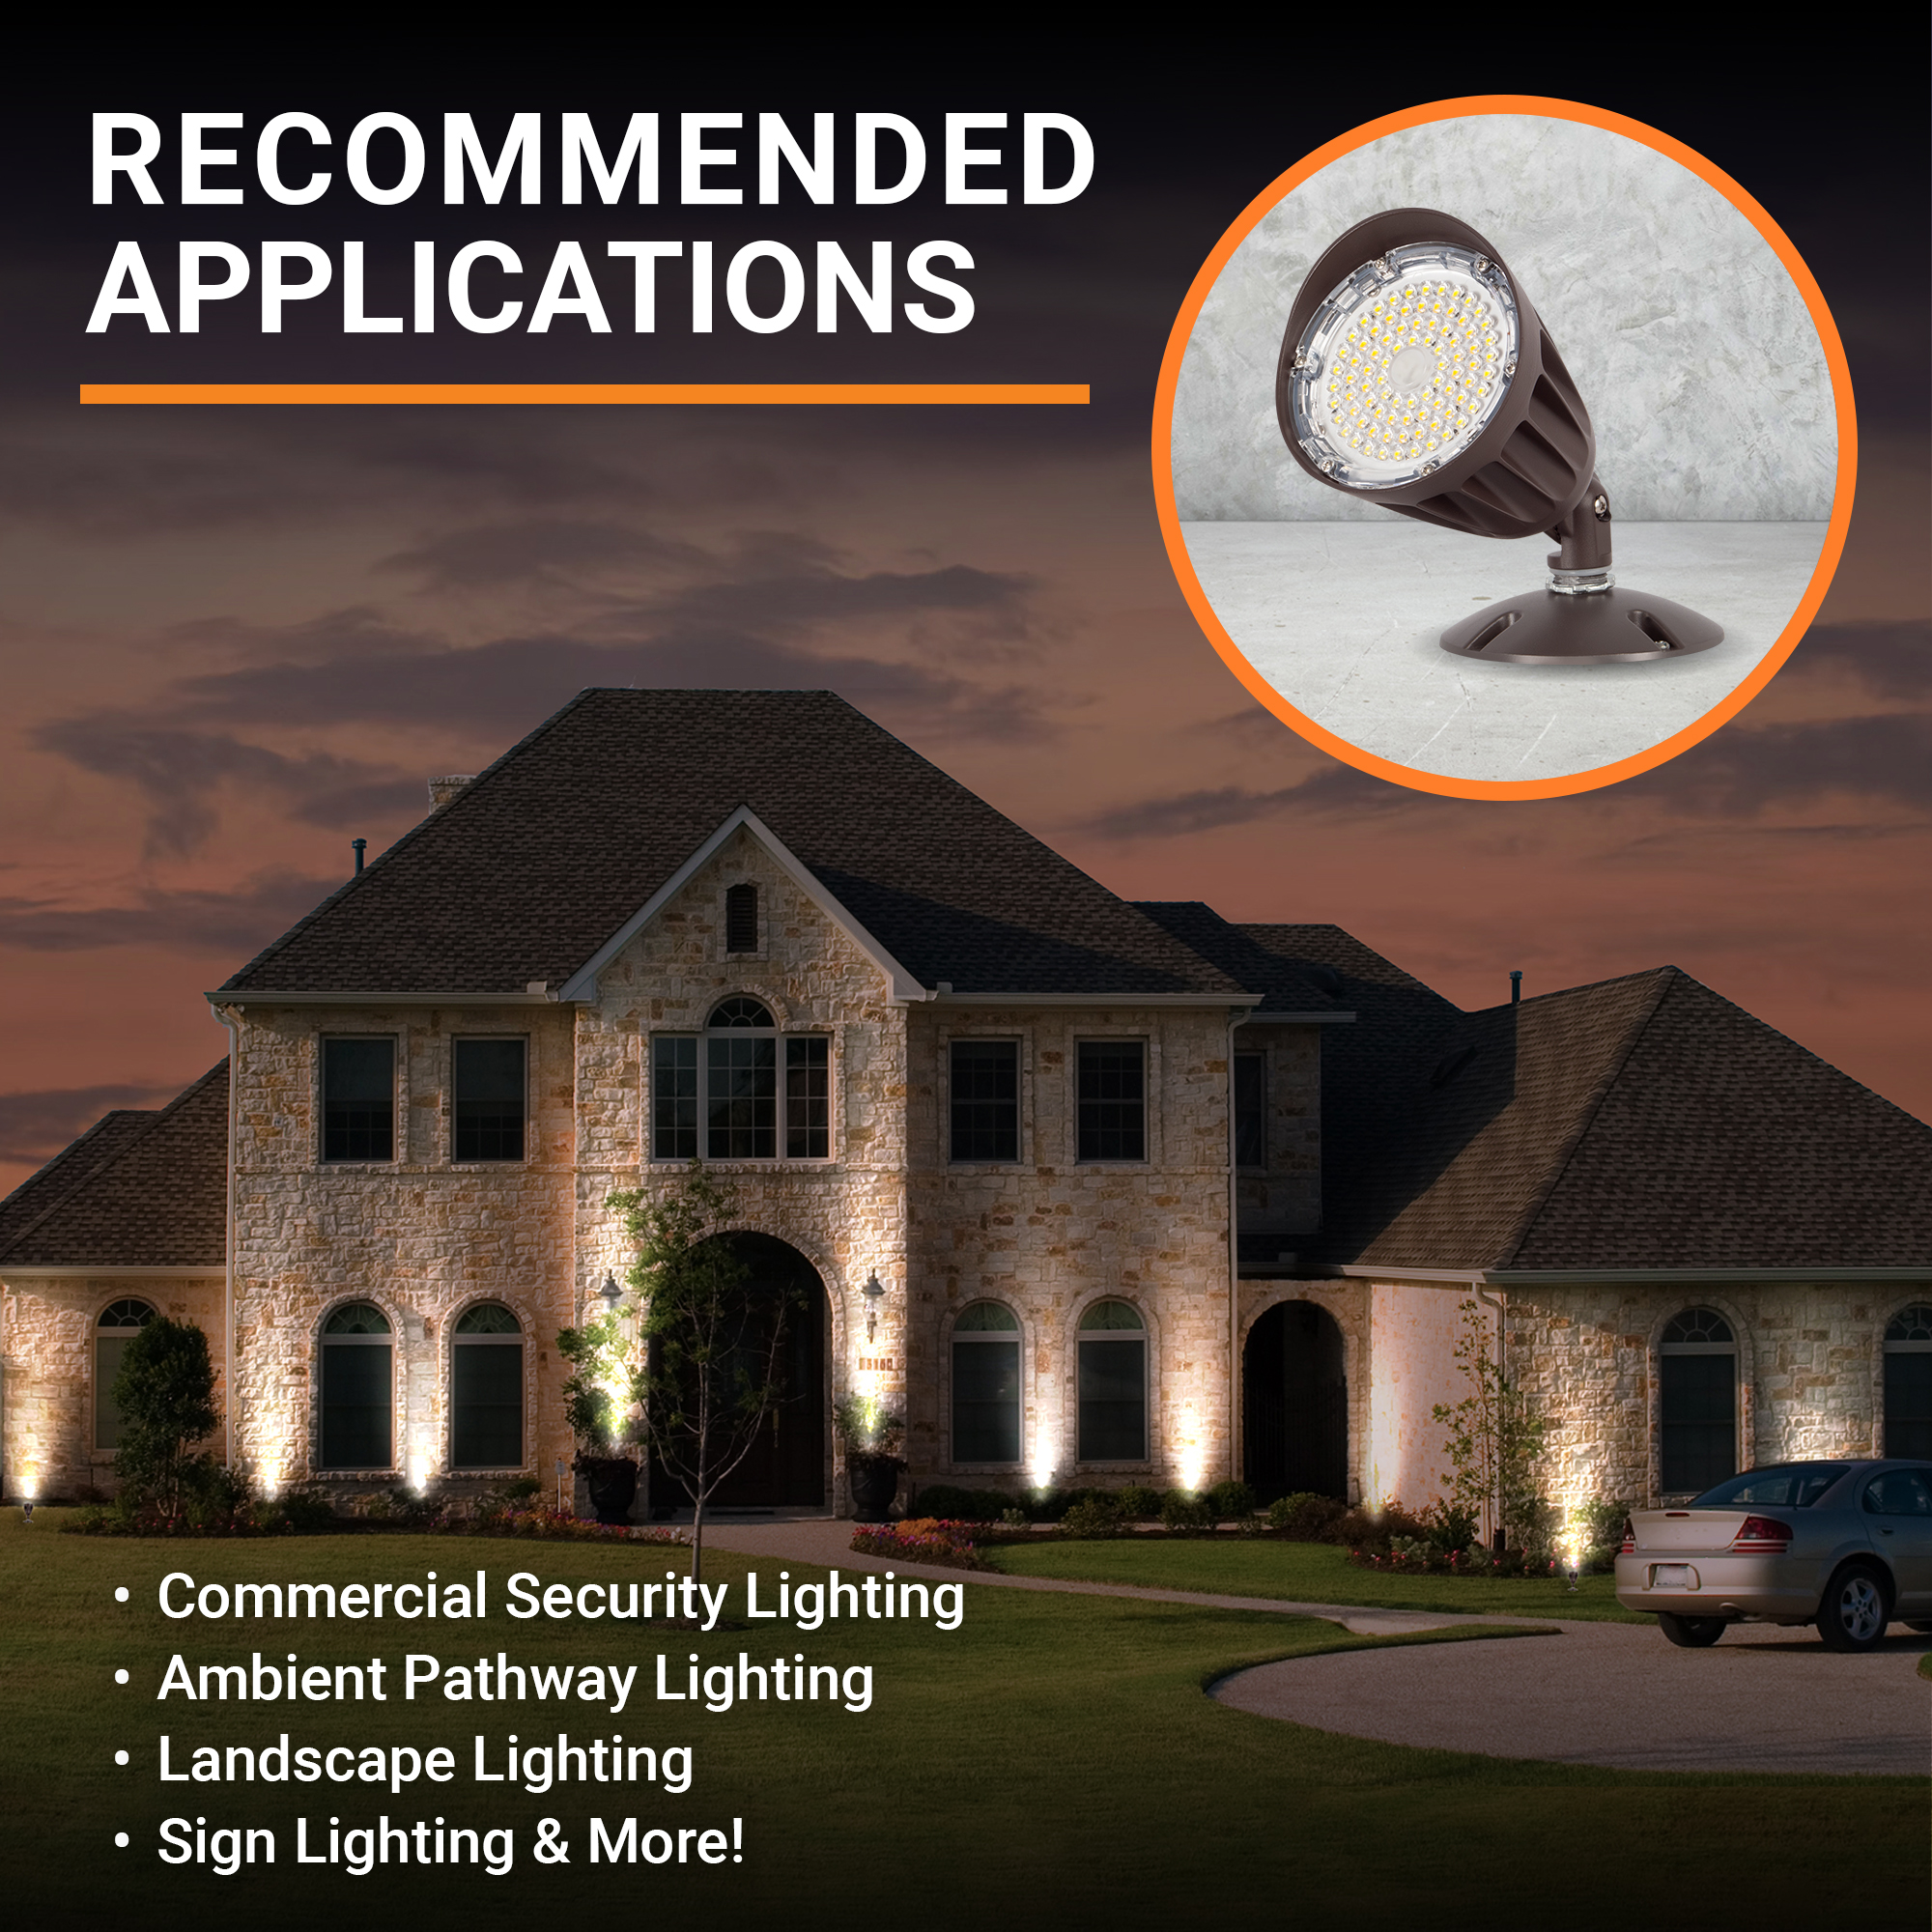 RECOMMENDED
APPLICATIONS
• Commercial Security Lighting
• Ambient Pathway Lighting
• Landscape Lighting
• Sign Lighting & More!